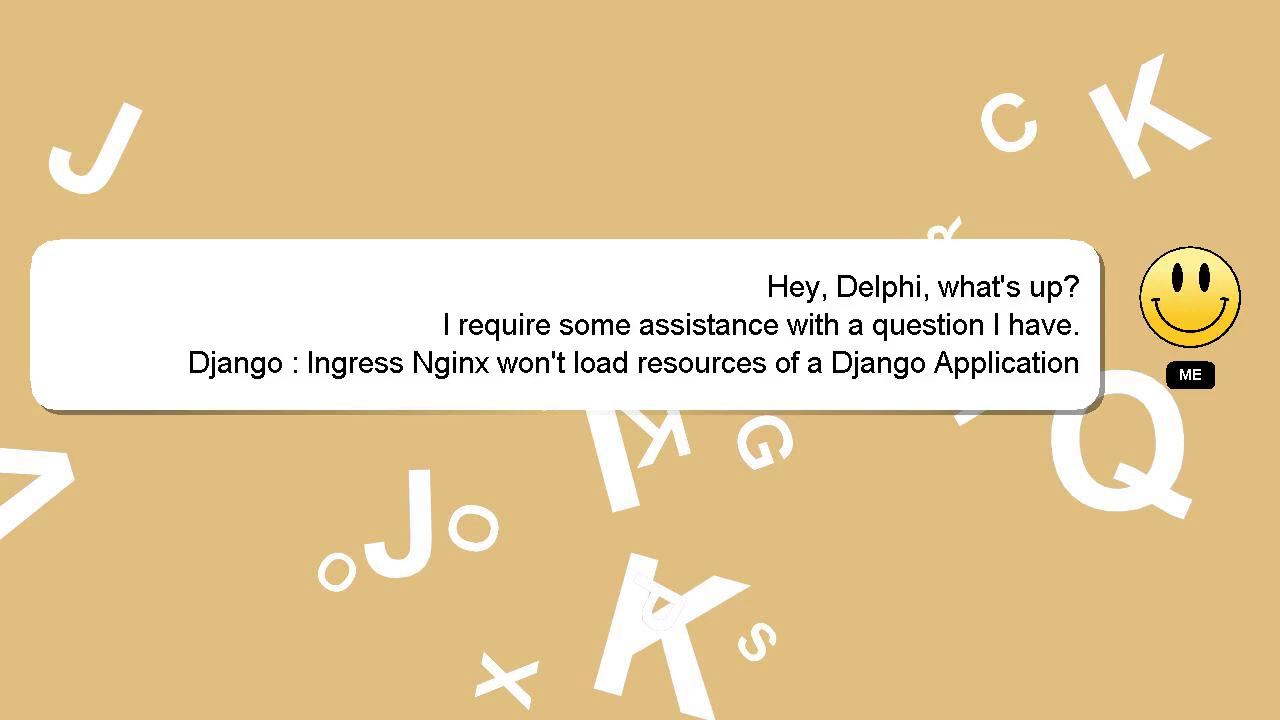 J
C
K
R
Hey, Delphi, what's up?
I require some assistance with a question I have.
Django : Ingress Nginx won't load resources of a Django Application
ME
K
G
Q
J
O
O
K
S
X